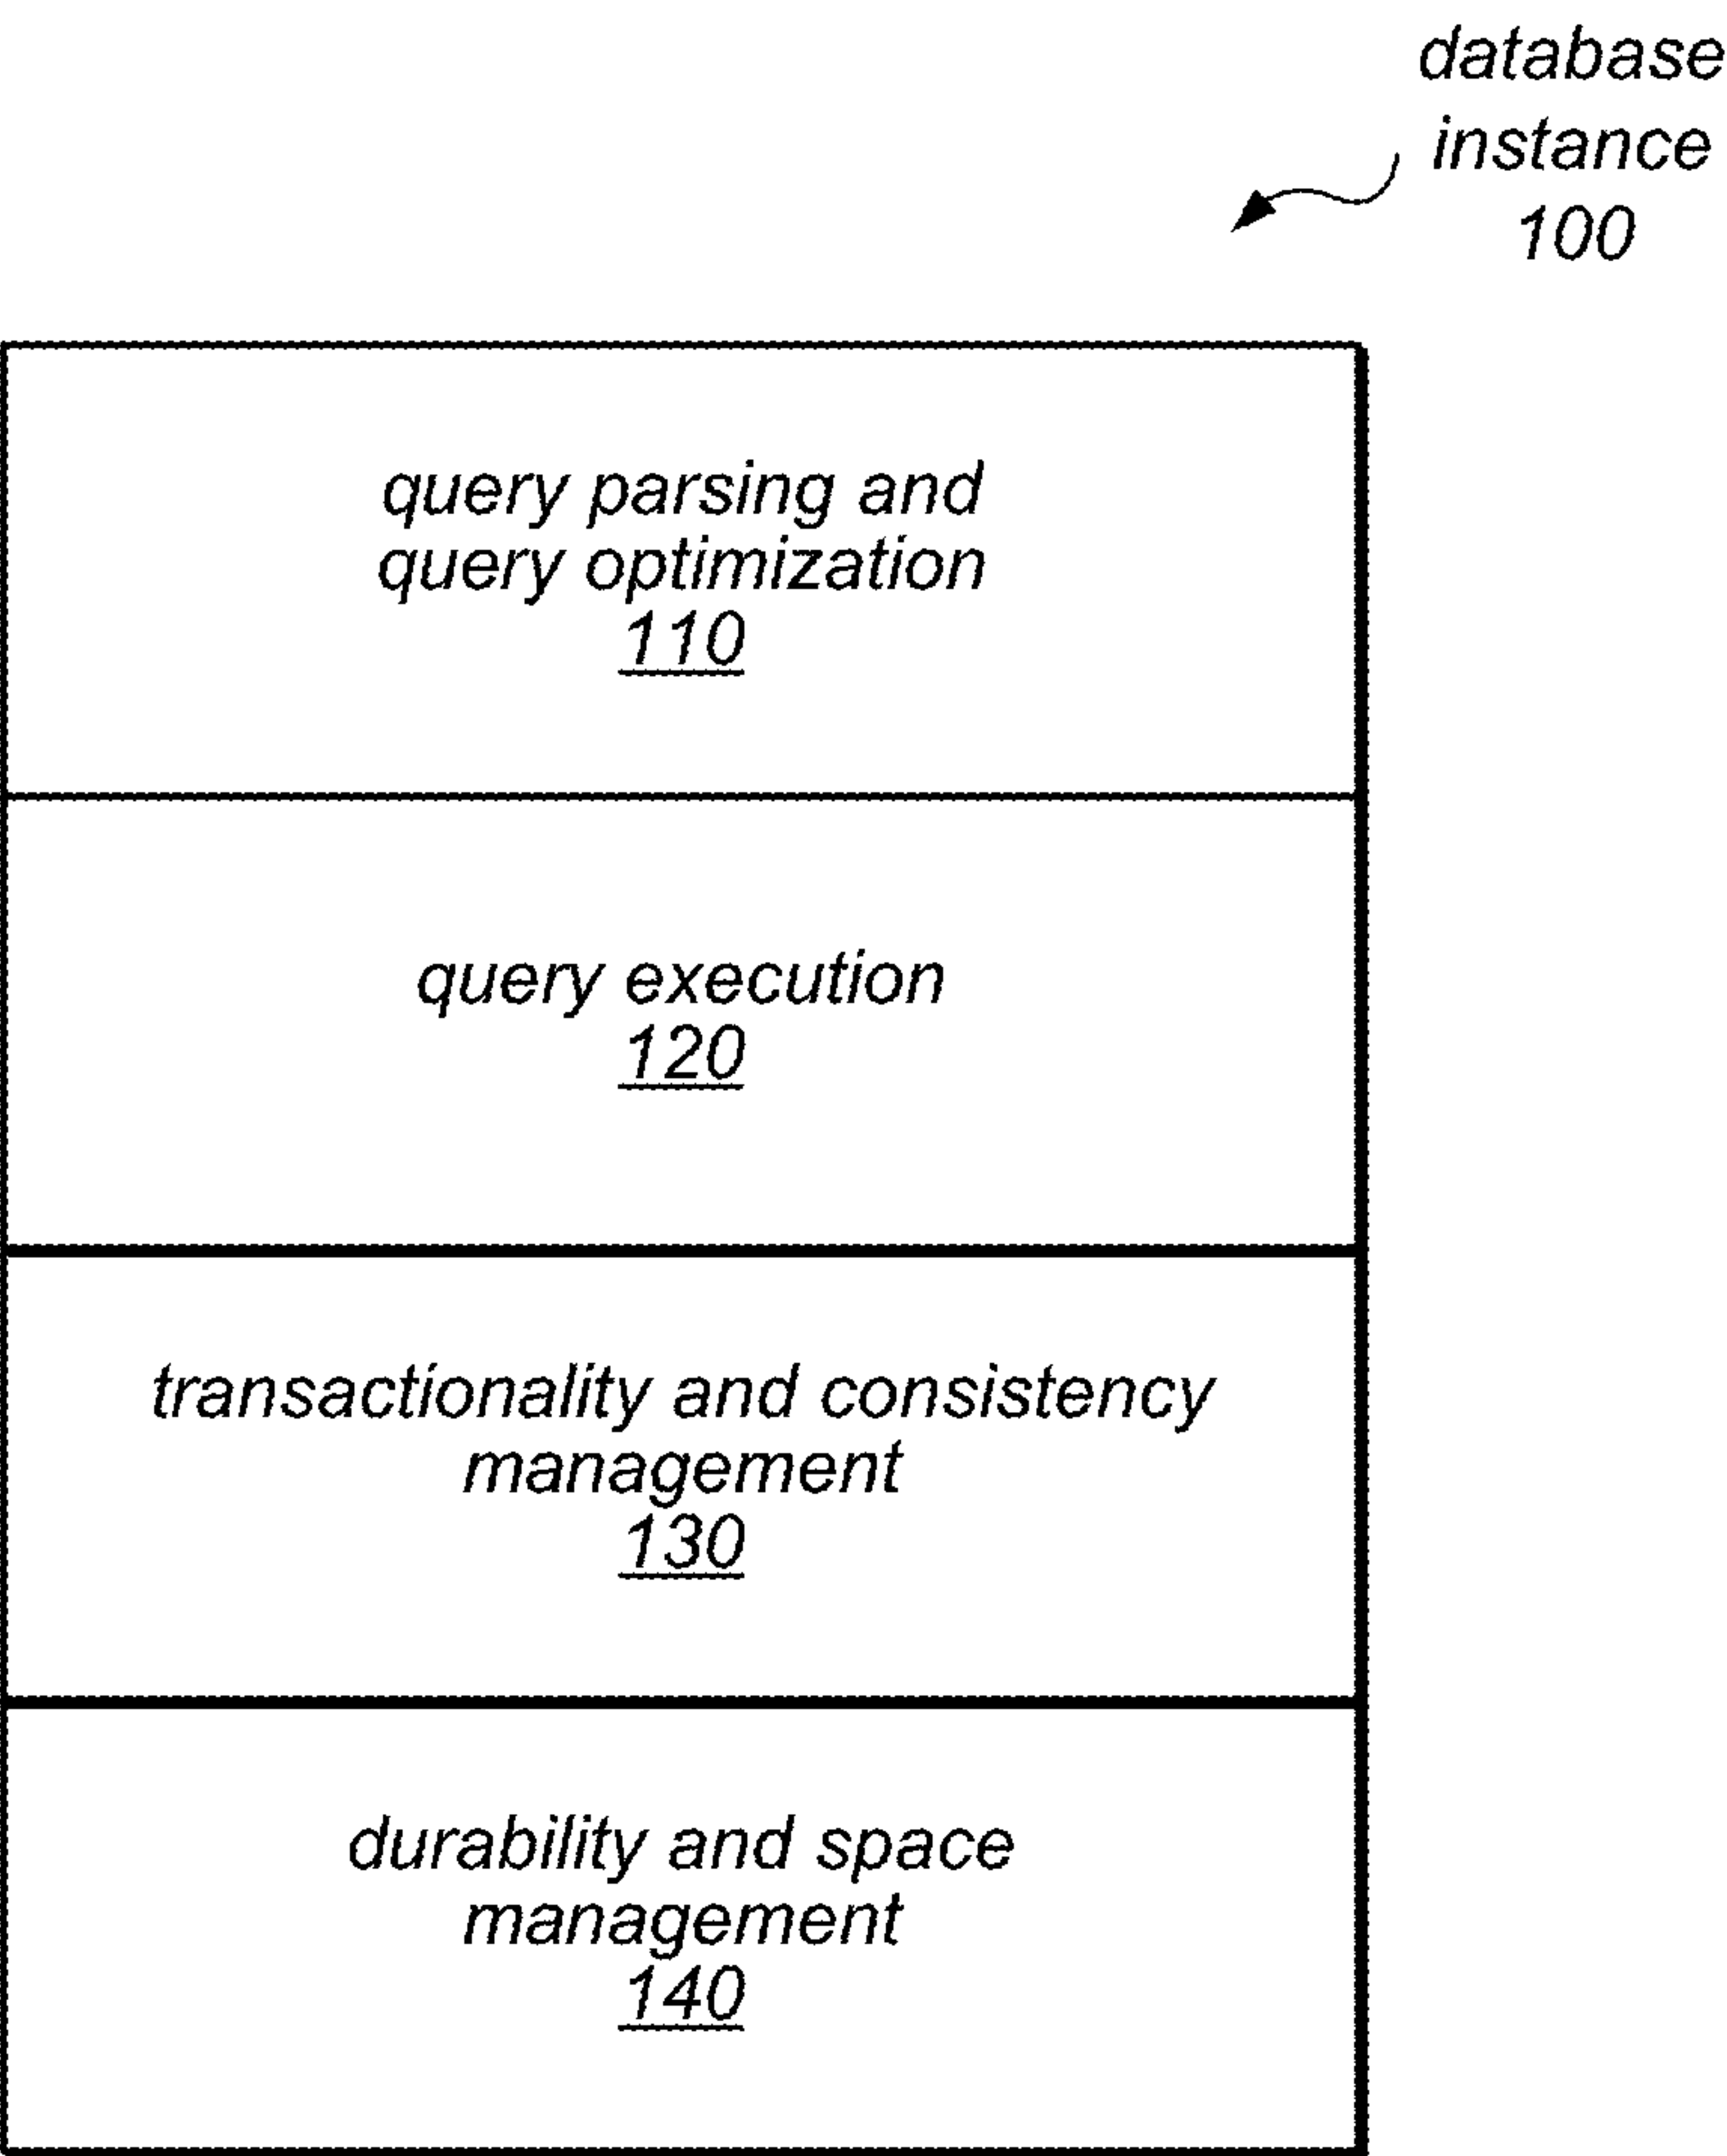 database
instance
100
query parsing and
query optimization
110
query execution
120
transactionality and consistency
management
130
durability and space
management
140